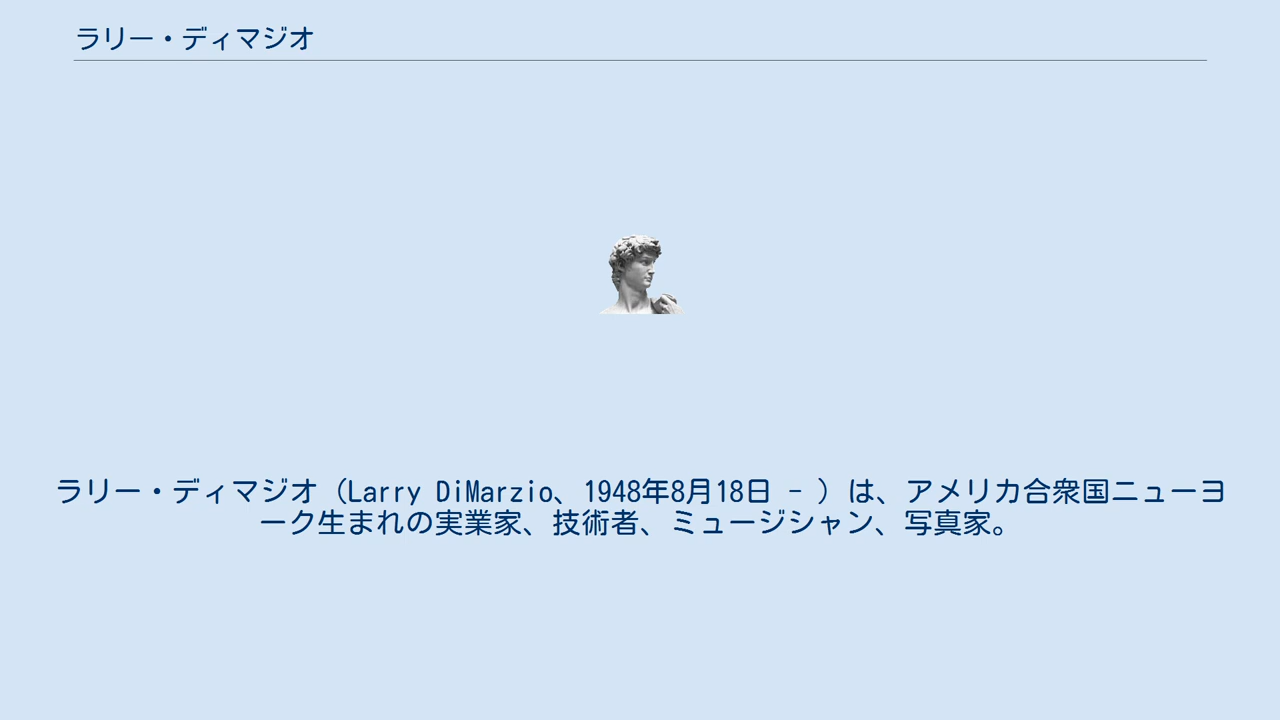 ラリー・ディマジオ
ラリー・ディマジオ（Larry DiMarzio、1948年8月18日 - ）は、アメリカ合衆国ニューヨ
ーク生まれの実業家、技術者、ミュージシャン、写真家。